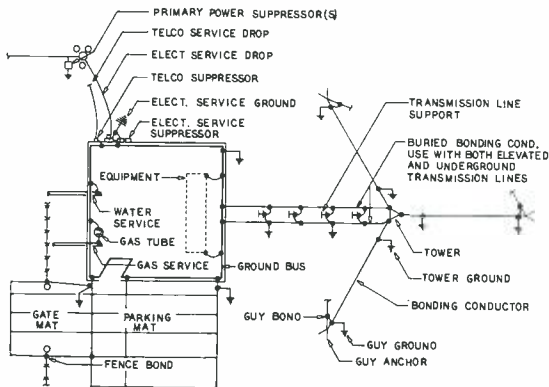 PRIMARY POWER SUPPRESSOR(S)
TELCO SERVICE DROP
ELECT SERVICE DROP
TELCO SUPPRESSOR
ELECT. SERVICE GROUND
ELECT. SERVICE
SUPPRESSOR
TRANSMISSION LINE
SUPPORT
BURIED BONDING COND.
USE WITH BOTH ELEVATED
AND UNDERGROUND
TRANSMISSION LINES
EQUIPMENT
WATER
SERVICE
GAS TUBE
GAS SERVICE
GROUND BUS
TOWER
TOWER GROUND
BONDING CONDUCTOR
GATE
MAT
PARKING
MAT
FENCE BOND
GUY BONO
GUY GROUND
GUY ANCHOR